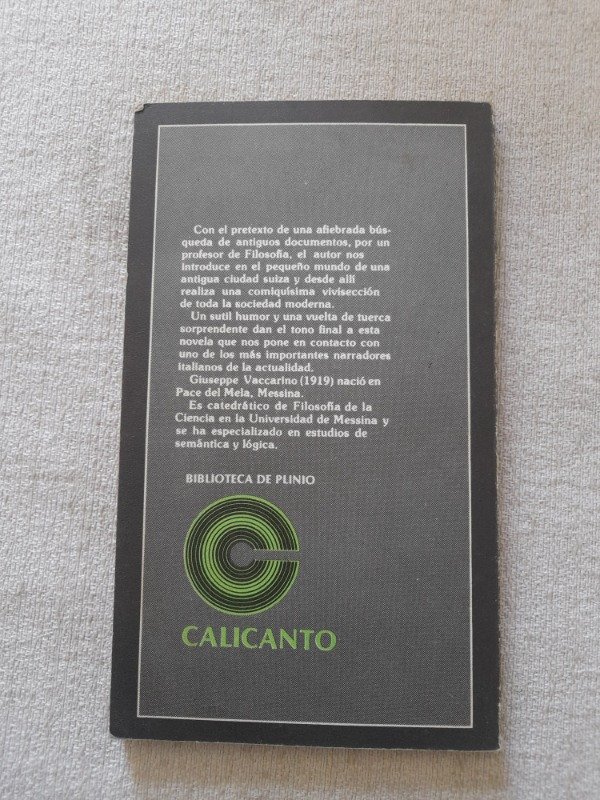 Con el pretexto de una afiebrada bús-
queda de antiguos documentos, por un
profesor de Filosofía, el autor nos
introduce en el pequeño mundo de una
antigua ciudad suiza y desde allí
realiza una comiquísima vivisección
de toda la sociedad moderna.
Un sutil humor y una vuelta de tuerca
sorprendente dan el tono final a esta
novela que nos pone en contacto con
uno de los más importantes narradores
italianos de la actualidad.
Giuseppe Vaccarino (1919) nació en
Pace del Mela, Messina.
Es catedrático de Filosofía de la
Ciencia en la Universidad de Messina y
se ha especializado en estudios de
semántica y lógica.
BIBLIOTECA DE PLINIO
CALICANTO